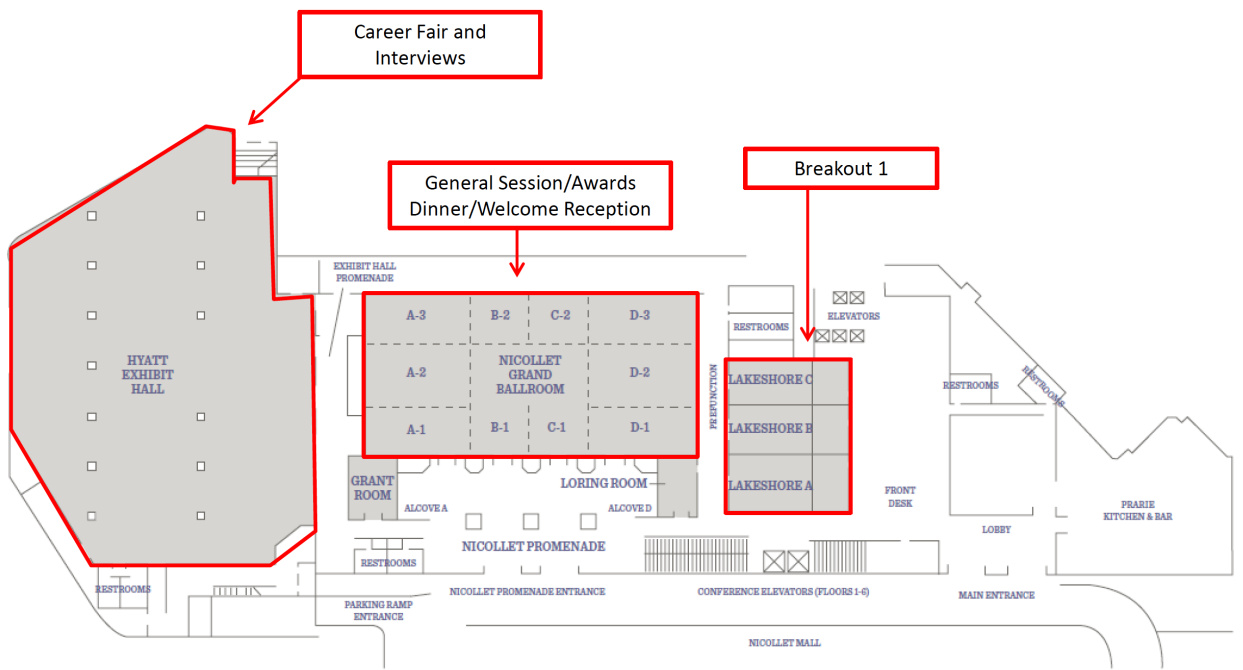 Career Fair and
Interviews
Breakout 1
General Session/Awards
Dinner/Welcome Reception
EXHIBIT HALL
PROMENADE
A-3
B-2
C-2
D-3
RESTROOMS
ELEVATORS
HYATT
EXHIBIT
HALL
A-2
NICOLLET
GRAND
BALLROOM
D-2
PREFUNCTION
LAKESHORE C
RESTROOMS
RESTROOMS
A-1
B-1
C-1
D-1
LAKESHORE B
GRANT
ROOM
LORING ROOM
LAKESHORE A
FRONT
DESK
ALCOVE A
ALCOVE D
PRARIE
KITCHEN & BAR
LOBBY
NICOLLET PROMENADE
RESTROOMS
RESTROOMS
NICOLLET PROMENADE ENTRANCE
CONFERENCE ELEVATORS (FLOORS 1-6)
MAIN ENTRANCE
PARKING RAMP
ENTRANCE
NICOLLET MALL